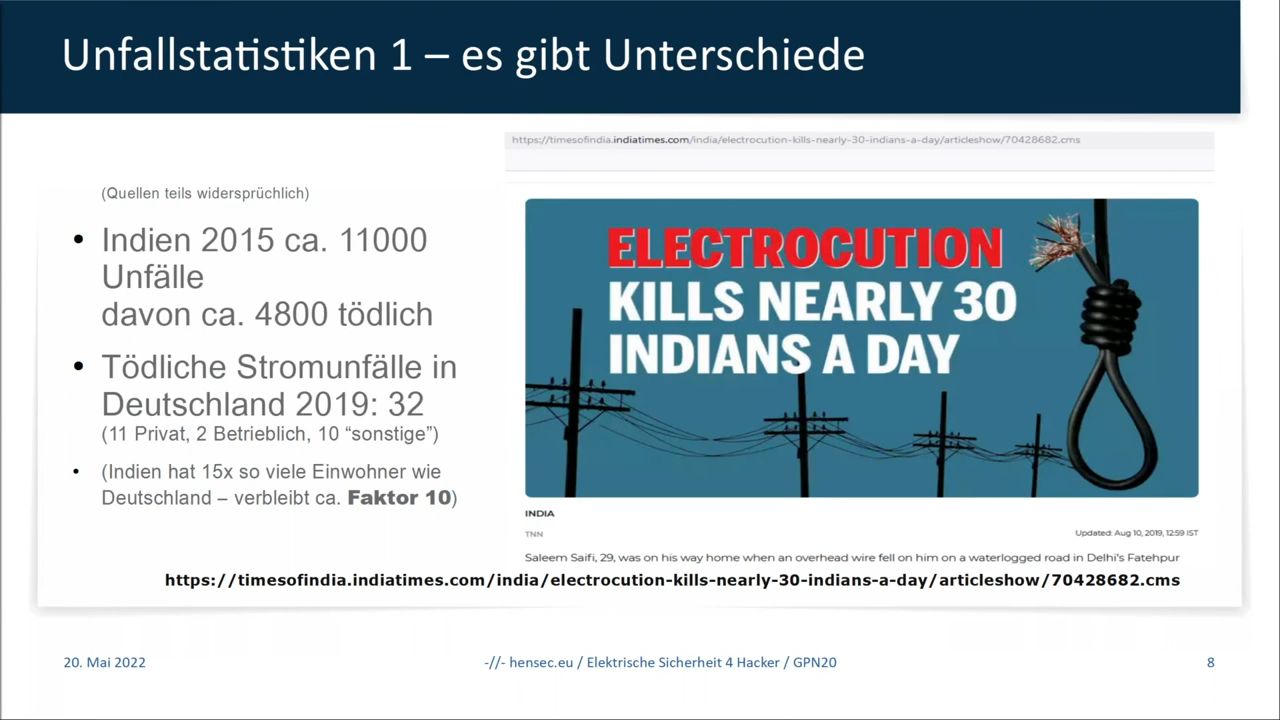 Unfallstatistiken 1 – es gibt Unterschiede
(Quellen teils widersprüchlich)
• Indien 2015 ca. 11000
Unfälle
davon ca. 4800 tödlich
• Tödliche Stromunfälle in
Deutschland 2019: 32
(11 Privat, 2 Betrieblich, 10 “sonstige”)
• (Indien hat 15x so viele Einwohner wie
Deutschland – verbleibt ca. Faktor 10)
https://timesofindia.indiatimes.com/india/electrocution-kills-nearly-30-indians-a-day/articleshow/70428682.cms
ELECTROCUTION
KILLS NEARLY 30
INDIANS A DAY
INDIA
TNN
Updated: Aug 10, 2019, 12:59 IST
Saleem Saifi, 29, was on his way home when an overhead wire fell on him on a waterlogged road in Delhi's Fatehpur
https://timesofindia.indiatimes.com/india/electrocution-kills-nearly-30-indians-a-day/articleshow/70428682.cms
20. Mai 2022
-//- hensec.eu / Elektrische Sicherheit 4 Hacker / GPN20
8